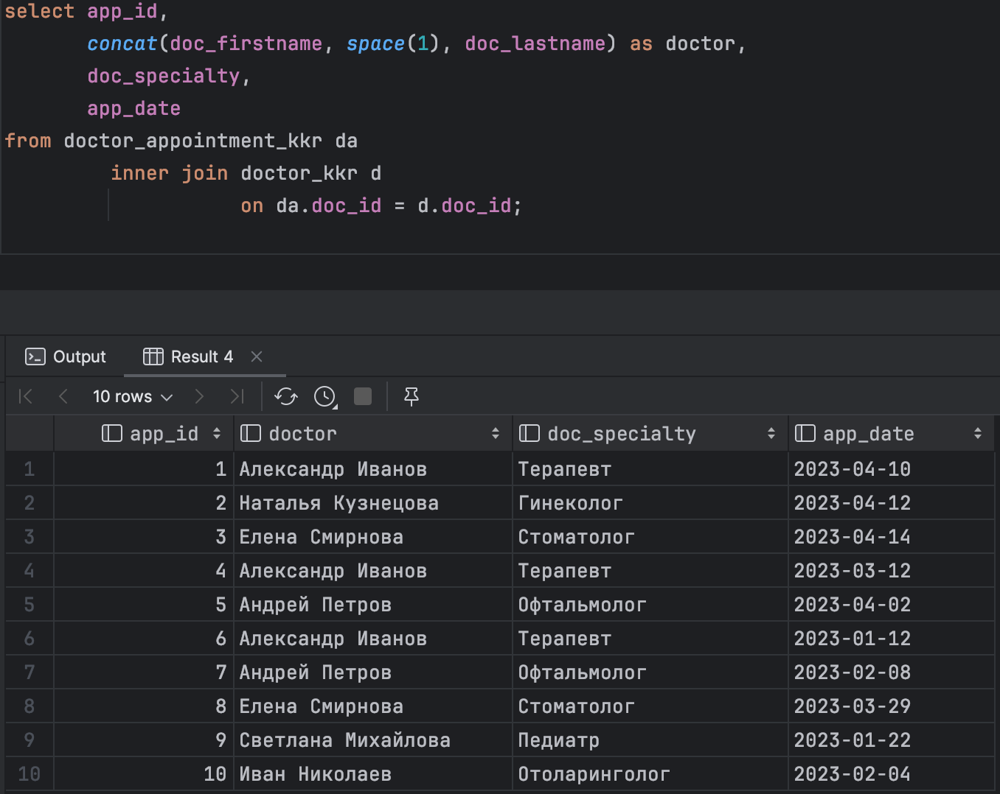 select app_id,
concat(doc_firstname, space(1), doc_lastname) as doctor,
doc_specialty,
app_date
from doctor_appointment_kkr da
inner join doctor_kkr d
on da.doc_id = d.doc_id;
Output Result 4
10 rows
app_id doctor doc_specialty app_date
1 1 Александр Иванов Терапевт 2023-04-10
2 2 Наталья Кузнецова Гинеколог 2023-04-12
3 3 Елена Смирнова Стоматолог 2023-04-14
4 4 Александр Иванов Терапевт 2023-03-12
5 5 Андрей Петров Офтальмолог 2023-04-02
6 6 Александр Иванов Терапевт 2023-01-12
7 7 Андрей Петров Офтальмолог 2023-02-08
8 8 Елена Смирнова Стоматолог 2023-03-29
9 9 Светлана Михайлова Педиатр 2023-01-22
10 10 Иван Николаев Отоларинголог 2023-02-04